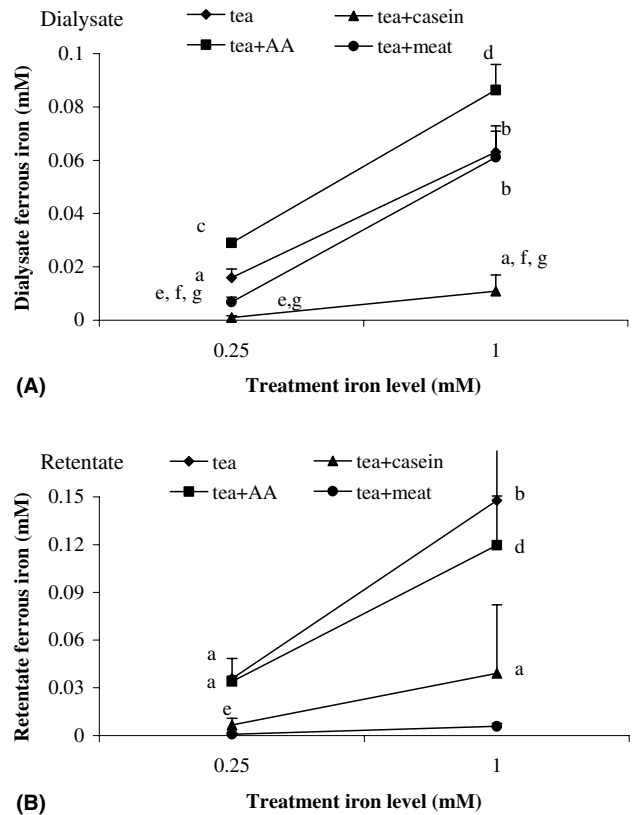 Dialysate
tea
tea+casein
tea+AA
tea+meat
Dialysate ferrous iron (mM)
0.1
0.08
0.06
0.04
0.02
0
d
b
b
c
a
e, f, g
e,g
a, f, g
0.25
1
(A)
Treatment iron level (mM)
Retentate
tea
tea+casein
tea+AA
tea+meat
Retentate ferrous iron (mM)
0.15
0.12
0.09
0.06
0.03
0
b
d
a
a
a
e
0.25
1
(B)
Treatment iron level (mM)